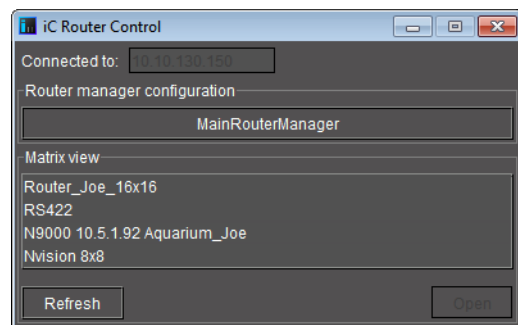 iC Router Control
Connected to: 10.10.130.150
Router manager configuration
MainRouterManager
Matrix view
Router_Joe_16x16
RS422
N9000 10.5.1.92 Aquarium_Joe
Nvision 8x8
Refresh Open